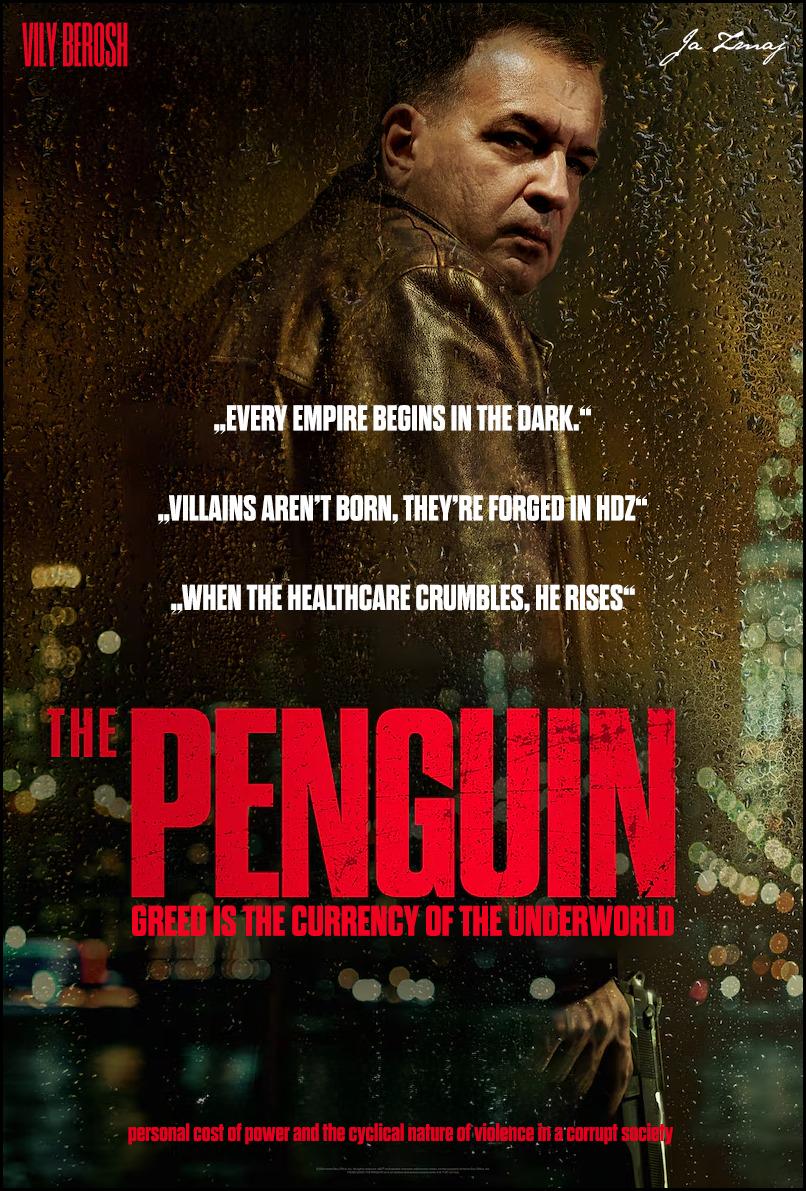 VILY BEROSH
Ja Zmaj
„EVERY EMPIRE BEGINS IN THE DARK.“
„VILLAINS AREN'T BORN, THEY'RE FORGED IN HDZ“
„WHEN THE HEALTHCARE CRUMBLES, HE RISES“
THE PENGUIN
GREED IS THE CURRENCY OF THE UNDERWORLD
personal cost of power and the cyclical nature of violence in a corrupt society